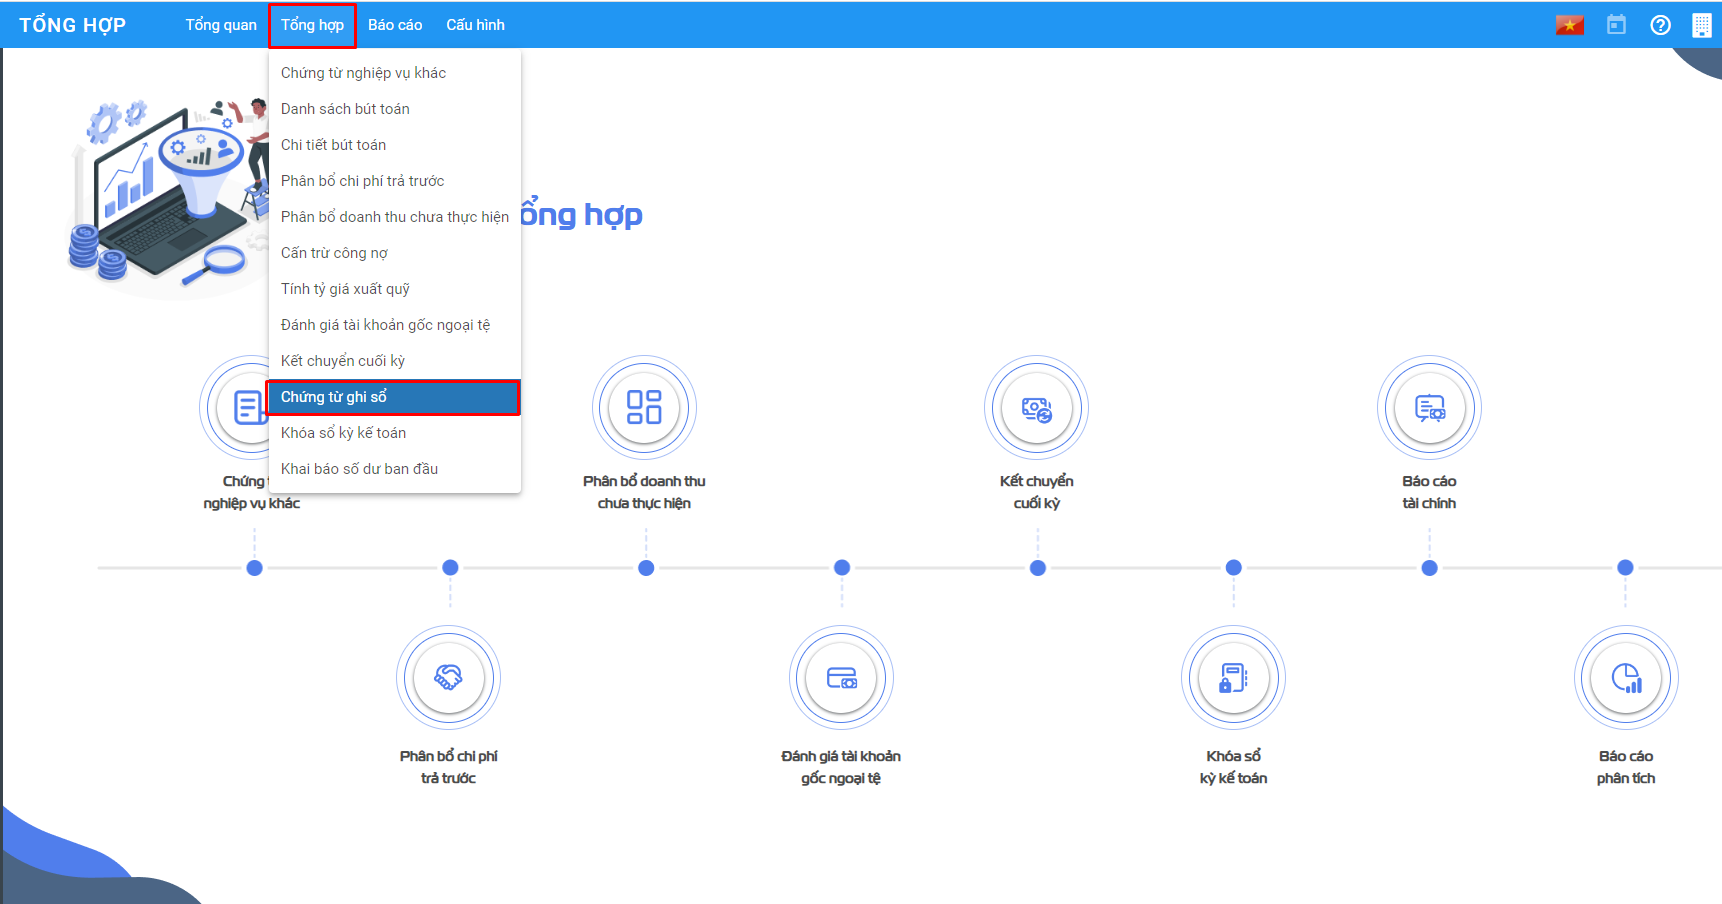 TỔNG HỢP
Tổng quan
Tổng hợp
Báo cáo
Cấu hình
Chứng từ nghiệp vụ khác
Danh sách bút toán
Chi tiết bút toán
Phân bổ chi phí trả trước
Phân bổ doanh thu chưa thực hiện
Cấn trừ công nợ
Tính tỷ giá xuất quỹ
Đánh giá tài khoản gốc ngoại tệ
Kết chuyển cuối kỳ
Chứng từ ghi sổ
Khóa sổ kỳ kế toán
Khai báo số dư ban đầu
ổng hợp
Chứng
nghiệp vụ khác
Phân bổ doanh thu
chưa thực hiện
Kết chuyển
cuối kỳ
Báo cáo
tài chính
Phân bổ chi phí
trả trước
Đánh giá tài khoản
gốc ngoại tệ
Khóa sổ
kỳ kế toán
Báo cáo
phân tích